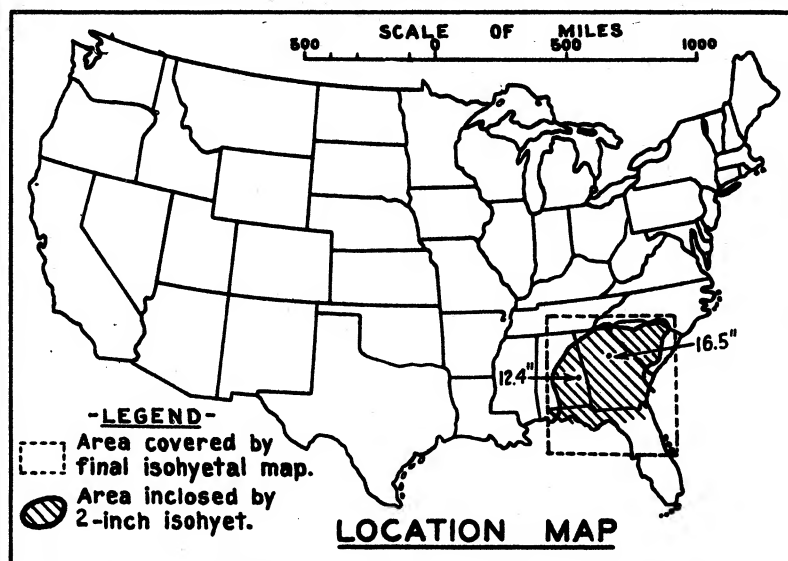 SCALE OF MILES
500 0 500 1000
16.5"
12.4"
-LEGEND-
Area covered by
final isohyetal map.
Area inclosed by
2-inch isohyet.
LOCATION MAP